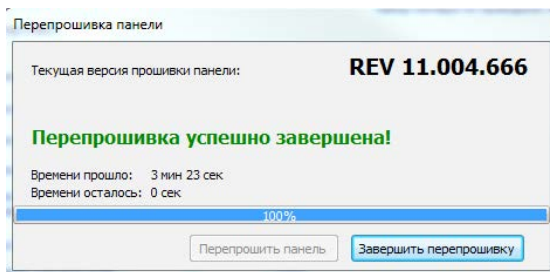 Перепрошивка панели
Текущая версия прошивки панели: REV 11.004.666
Перепрошивка успешно завершена!
Времени прошло: 3 мин 23 сек
Времени осталось: 0 сек
100%
Перепрошить панель Завершить перепрошивку